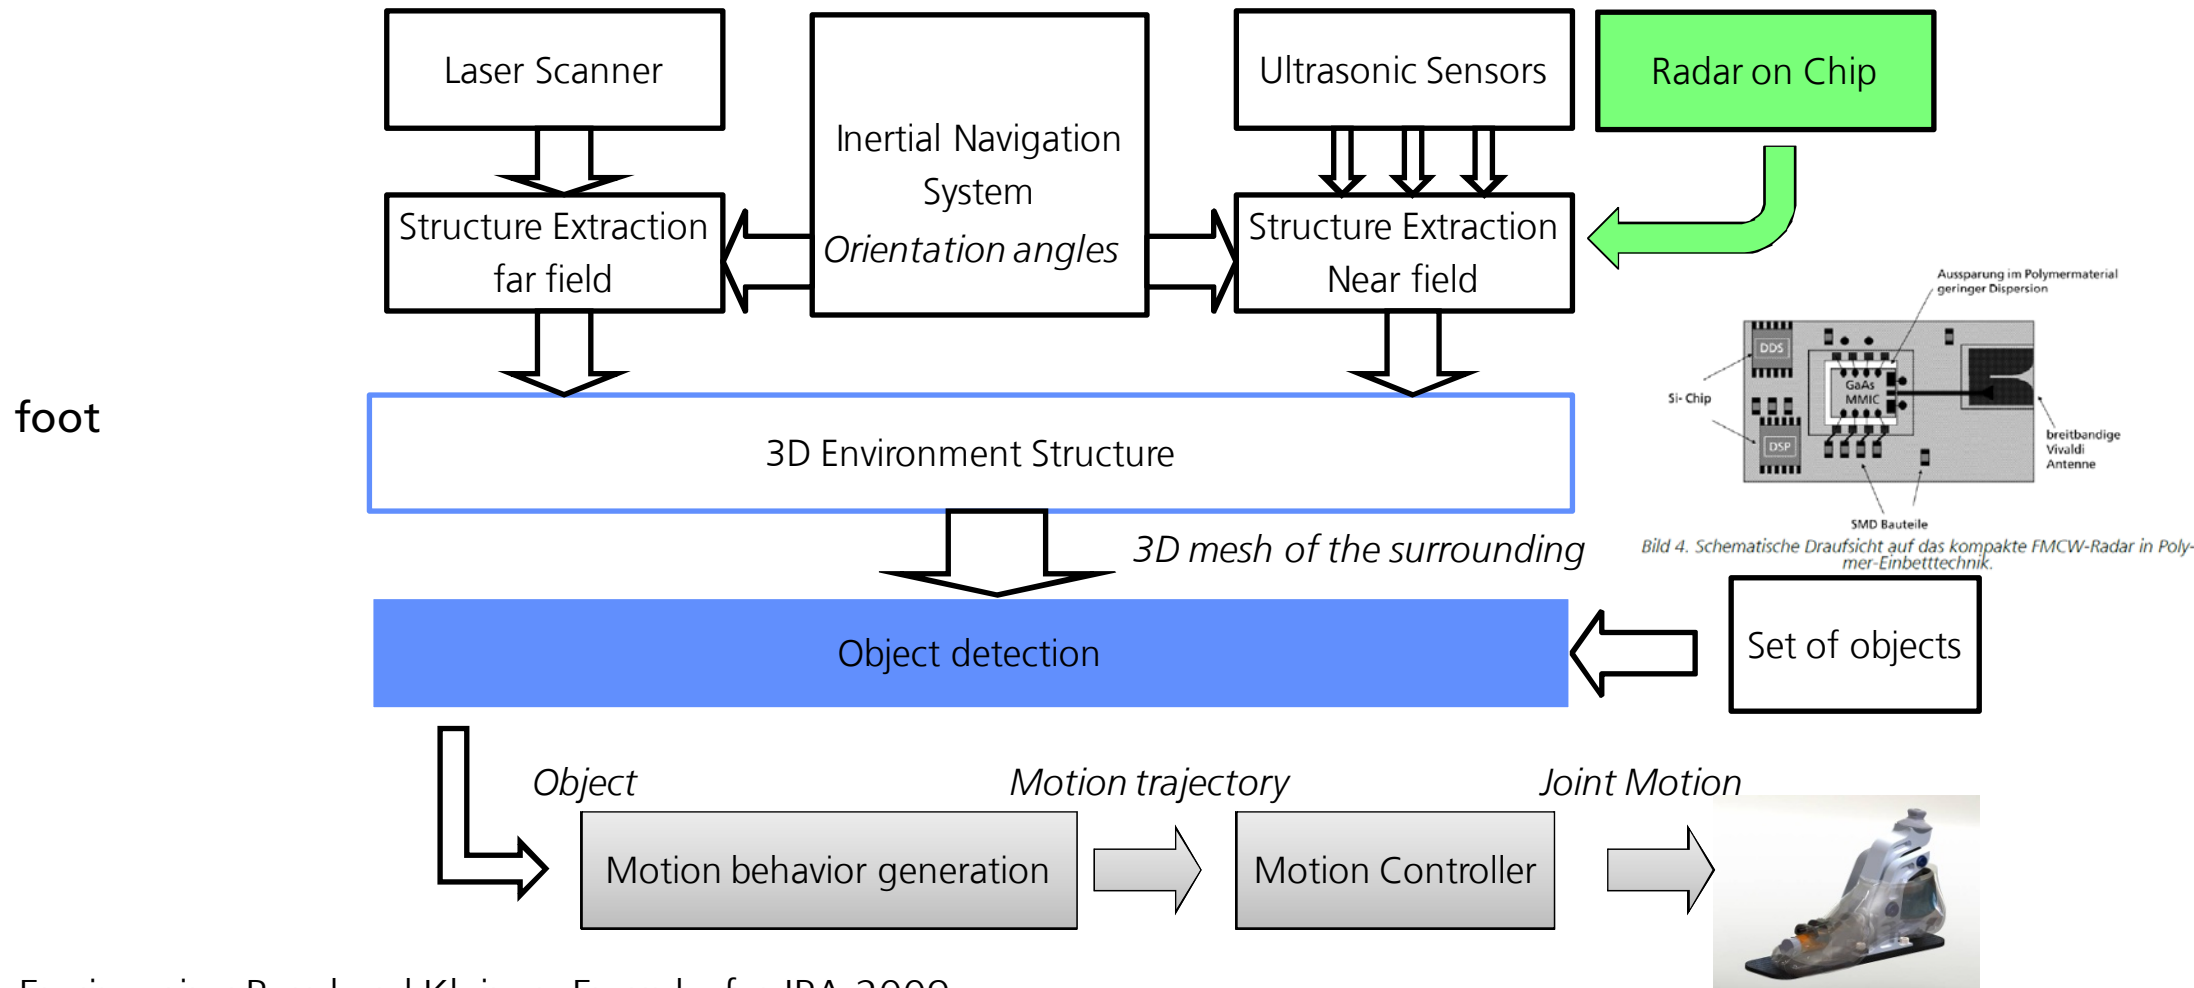 Laser Scanner
Inertial Navigation
System
Orientation angles
Ultrasonic Sensors
Radar on Chip
Structure Extraction
far field
Structure Extraction
Near field
Aussparung im Polymermaterial
geringer Dispersion
DDS
GaAs
MMIC
Si- Chip
DSP
breitbandige
Vivaldi
Antenne
SMD Bauteile
Bild 4. Schematische Draufsicht auf das kompakte FMCW-Radar in Poly-
mer-Einbetttechnik.
foot
3D Environment Structure
3D mesh of the surrounding
Object detection
Set of objects
Object
Motion trajectory
Joint Motion
Motion behavior generation
Motion Controller